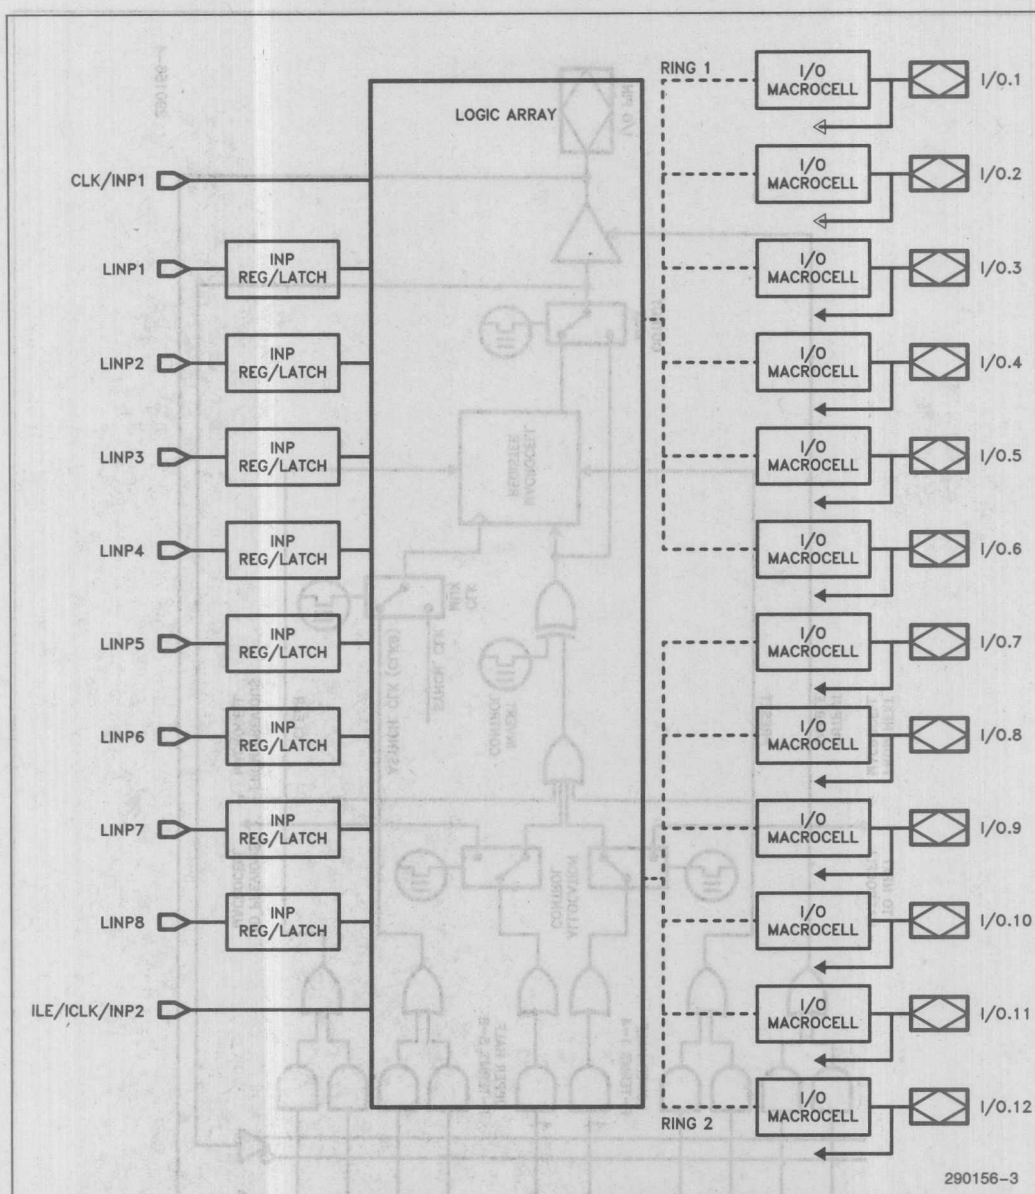 RING 1
I/O
MACROCELL
I/O.1
LOGIC ARRAY
I/O
MACROCELL
I/O.2
CLK/INP1
LINP1
INP
REG/LATCH
I/O
MACROCELL
I/O.3
LINP2
INP
REG/LATCH
I/O
MACROCELL
I/O.4
LINP3
INP
REG/LATCH
I/O
MACROCELL
I/O.5
LINP4
INP
REG/LATCH
I/O
MACROCELL
I/O.6
LINP5
INP
REG/LATCH
I/O
MACROCELL
I/O.7
LINP6
INP
REG/LATCH
I/O
MACROCELL
I/O.8
LINP7
INP
REG/LATCH
I/O
MACROCELL
I/O.9
LINP8
INP
REG/LATCH
I/O
MACROCELL
I/O.10
ILE/ICLK/INP2
I/O
MACROCELL
I/O.11
RING 2
I/O
MACROCELL
I/O.12
290156-3